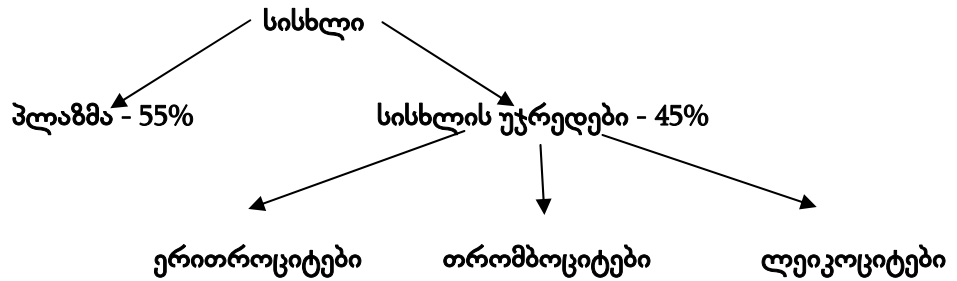 სისხლი
პლაზმა - 55% სისხლის უჯრედები - 45%
ერითროციტები თრომბოციტები ლეიკოციტები